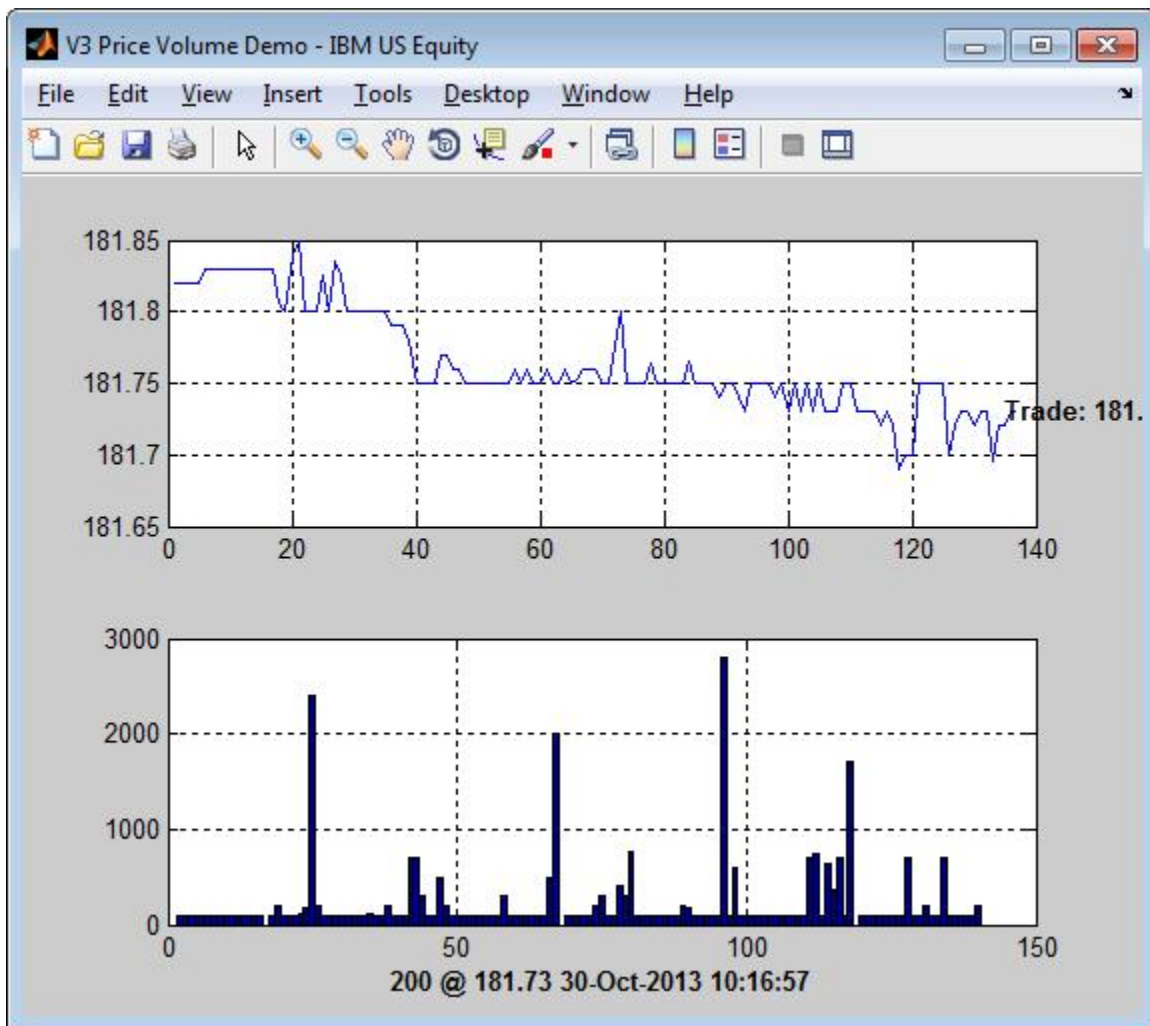 V3 Price Volume Demo - IBM US Equity
File Edit View Insert Tools Desktop Window Help
181.85
181.8
181.75
Trade: 181.
181.7
181.65
0 20 40 60 80 100 120 140
3000
2000
1000
0
0 50 100 150
200 @ 181.73 30-Oct-2013 10:16:57